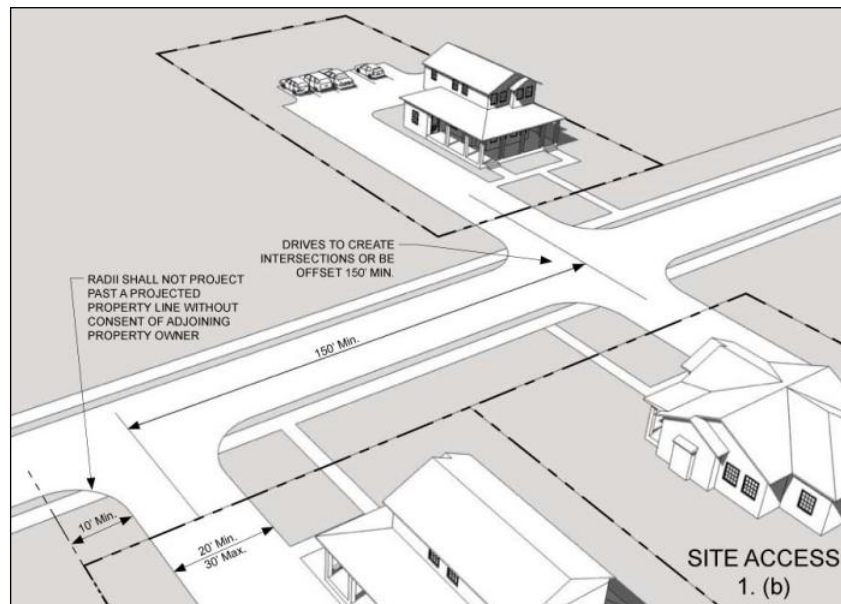 DRIVES TO CREATE
INTERSECTIONS OR BE
OFFSET 150' MIN.
RADII SHALL NOT PROJECT
PAST A PROJECTED
PROPERTY LINE WITHOUT
CONSENT OF ADJOINING
PROPERTY OWNER
150' Min.
10' Min.
20' Min.
30' Max.
SITE ACCESS
1. (b)